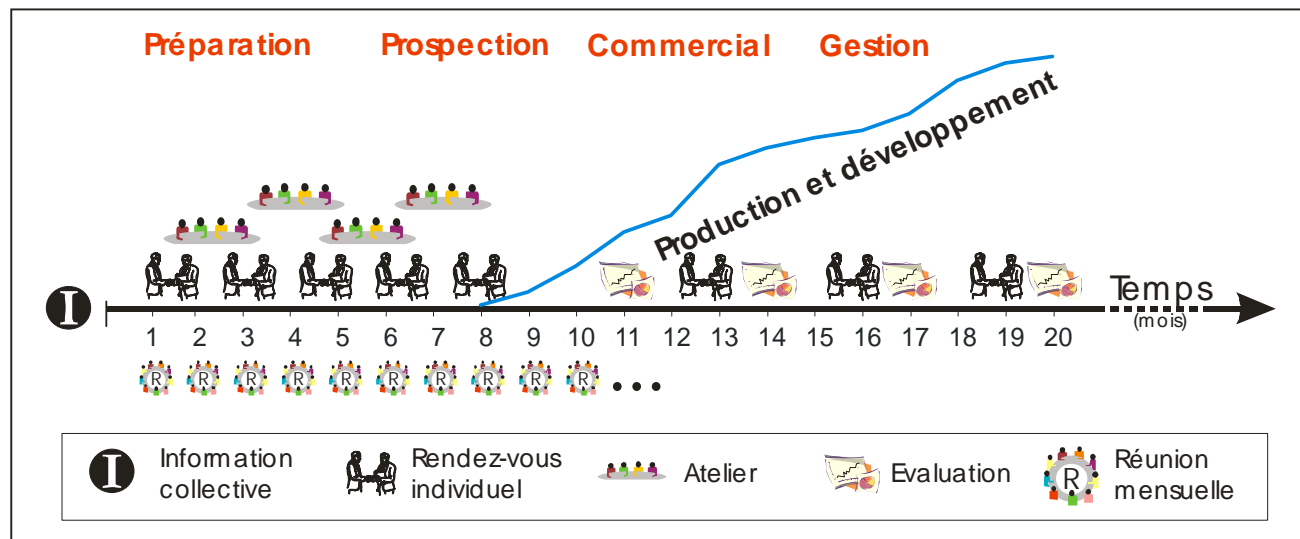 Préparation Prospection Commercial Gestion
Production et développement
I
Temps
(mois)
1 2 3 4 5 6 7 8 9 10 11 12 13 14 15 16 17 18 19 20
R R R R R R R R R R ...
I Information collective
Rendez-vous individuel
Atelier
Evaluation
R Réunion mensuelle